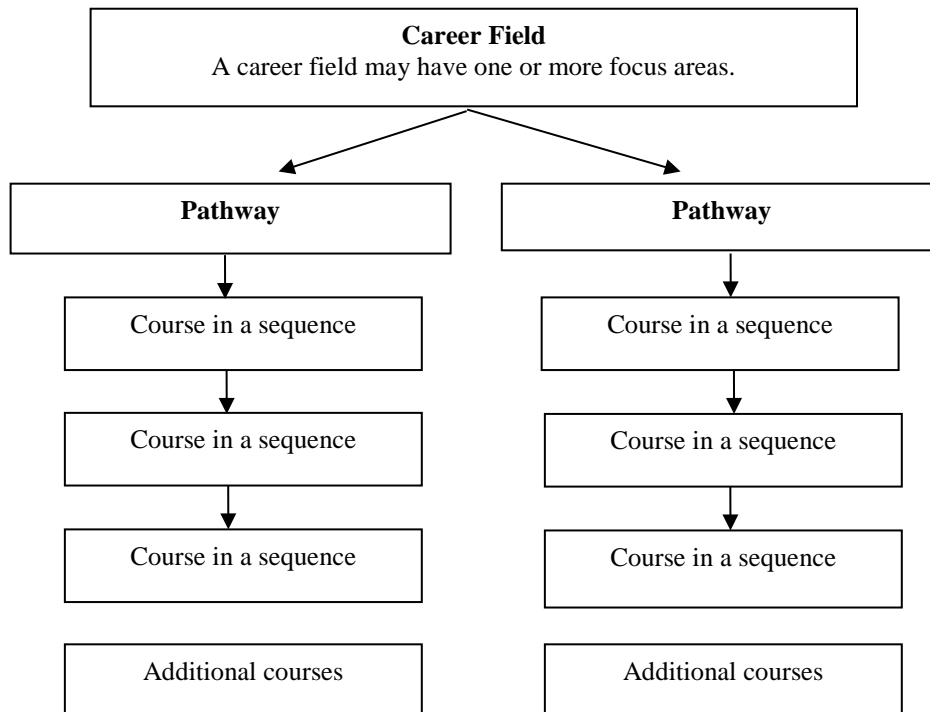 Career Field
A career field may have one or more focus areas.
Pathway
Pathway
Course in a sequence
Course in a sequence
Course in a sequence
Course in a sequence
Course in a sequence
Course in a sequence
Additional courses
Additional courses